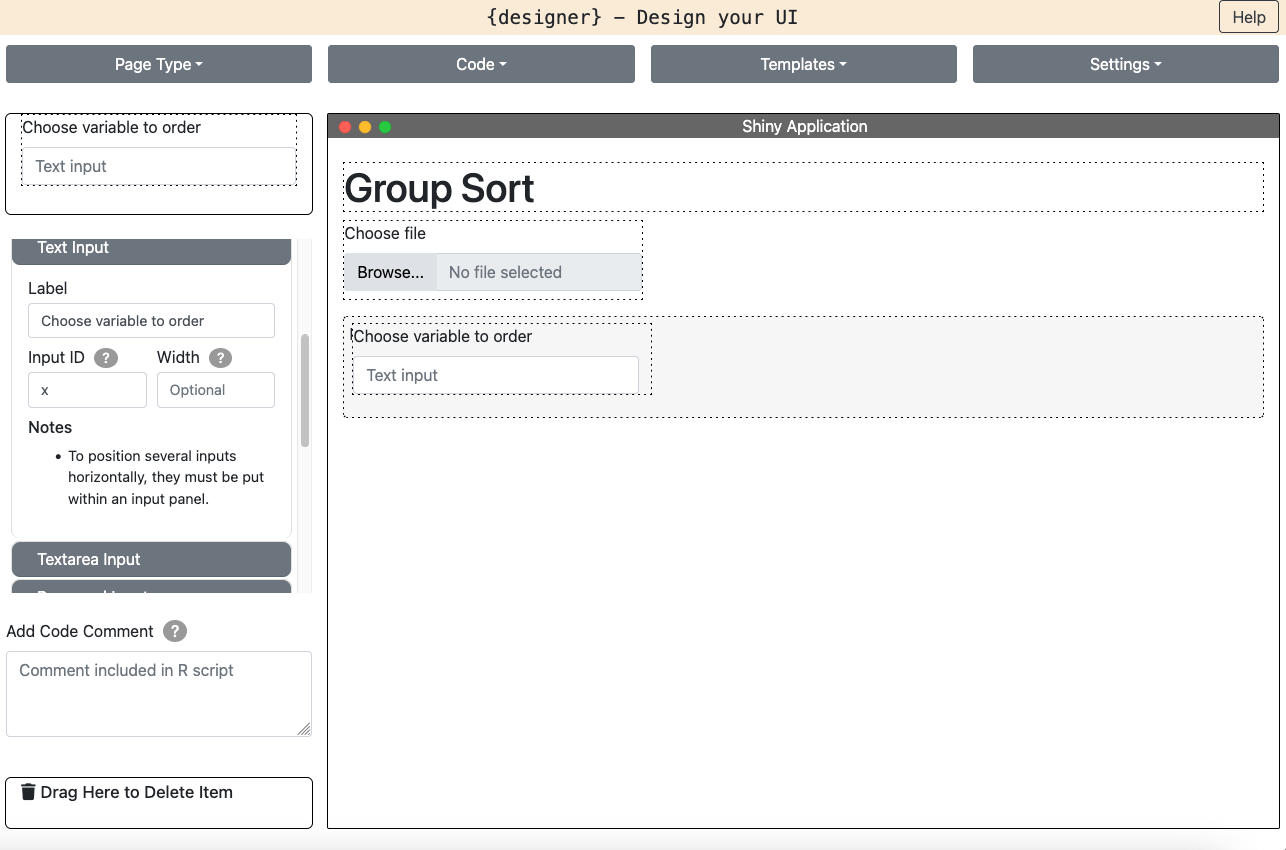 {designer} – Design your UI
Help
Page Type
Code
Templates
Settings
Choose variable to order
Text input
Text Input
Label
Choose variable to order
Input ID ? Width ?
x
Optional
Notes
• To position several inputs
horizontally, they must be put
within an input panel.
Textarea Input
Add Code Comment ?
Comment included in R script
Drag Here to Delete Item
Shiny Application
Group Sort
Choose file
Browse... No file selected
Choose variable to order
Text input